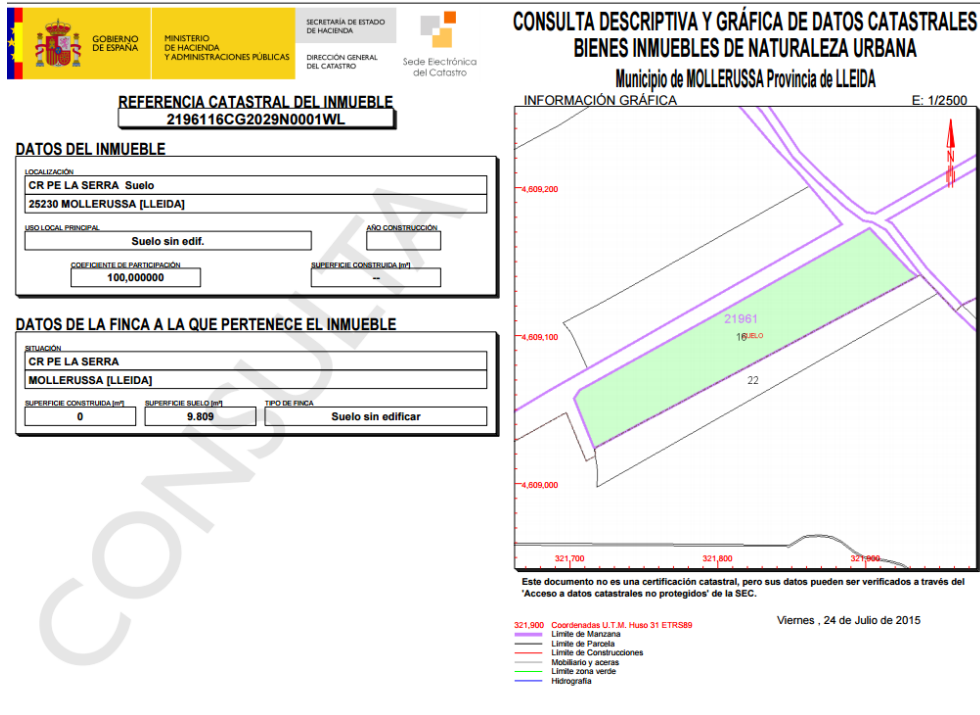 GOBIERNO
DE ESPAÑA
MINISTERIO
DE HACIENDA
Y ADMINISTRACIONES PÚBLICAS
SECRETARÍA DE ESTADO
DE HACIENDA
DIRECCIÓN GENERAL
DEL CATASTRO
Sede Electrónica
del Catastro
REFERENCIA CATASTRAL DEL INMUEBLE
2196116CG2029N0001WL
DATOS DEL INMUEBLE
LOCALIZACIÓN
CR PE LA SERRA Suelo
25230 MOLLERUSSA [LLEIDA]
USO LOCAL PRINCIPAL
Suelo sin edif.
AÑO CONSTRUCCIÓN
COEFICIENTE DE PARTICIPACIÓN
100,000000
SUPERFICIE CONSTRUIDA [m²]
--
DATOS DE LA FINCA A LA QUE PERTENECE EL INMUEBLE
SITUACIÓN
CR PE LA SERRA
MOLLERUSSA [LLEIDA]
SUPERFICIE CONSTRUIDA [m²]
0
SUPERFICIE SUELO [m²]
9.809
TIPO DE FINCA
Suelo sin edificar
CONSULTA
CONSULTA DESCRIPTIVA Y GRÁFICA DE DATOS CATASTRALES
BIENES INMUEBLES DE NATURALEZA URBANA
Municipio de MOLLERUSSA Provincia de LLEIDA
INFORMACIÓN GRÁFICA E: 1/2500
4,609,200
21961
4,609,100
16
SUELO
22
4,609,000
321,700 321,800 321,900
Este documento no es una certificación catastral, pero sus datos pueden ser verificados a través del
'Acceso a datos catastrales no protegidos' de la SEC.
Viernes , 24 de Julio de 2015
321,900 Coordenadas U.T.M. Huso 31 ETRS89
Límite de Manzana
Límite de Parcela
Límite de Construcciones
Mobiliario y aceras
Límite zona verde
Hidrografía